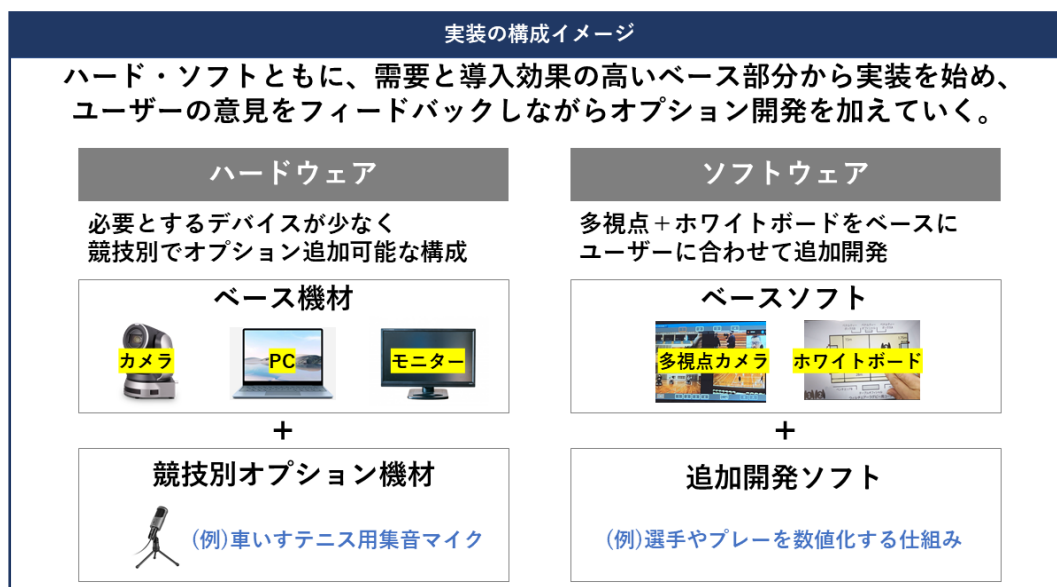 実装の構成イメージ
ハード・ソフトともに、需要と導入効果の高いベース部分から実装を始め、
ユーザーの意見をフィードバックしながらオプション開発を加えていく。
ハードウェア
必要とするデバイスが少なく
競技別でオプション追加可能な構成
ベース機材
カメラ
PC
モニター
+
競技別オプション機材
(例)車いすテニス用集音マイク
ソフトウェア
多視点＋ホワイトボードをベースに
ユーザーに合わせて追加開発
ベースソフト
多視点カメラ
ホワイトボード
+
追加開発ソフト
(例)選手やプレーを数値化する仕組み